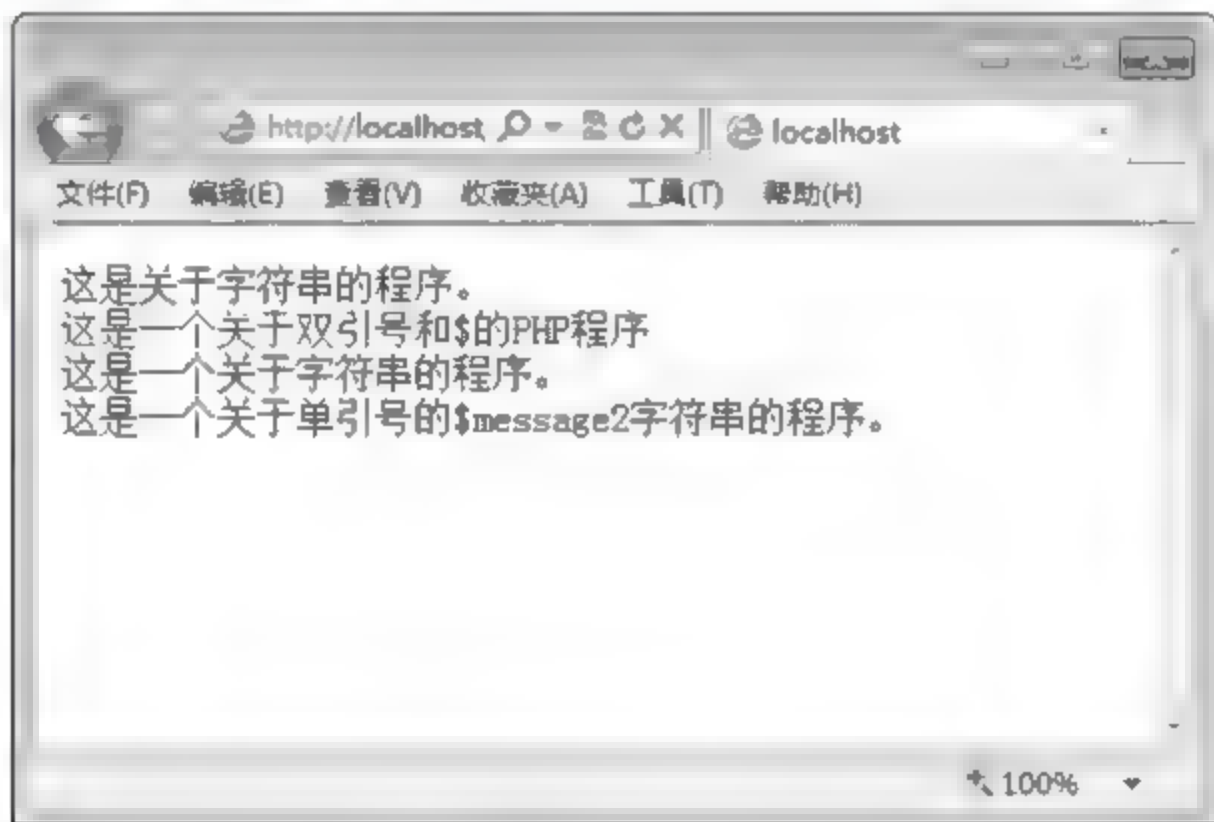 http://localhost localhost
文件(F) 编辑(E) 查看(V) 收藏夹(A) 工具(T) 帮助(H)
这是关于字符串的程序。
这是一个关于双引号和$的PHP程序
这是一个关于字符串的程序。
这是一个关于单引号的$message2字符串的程序。
100%